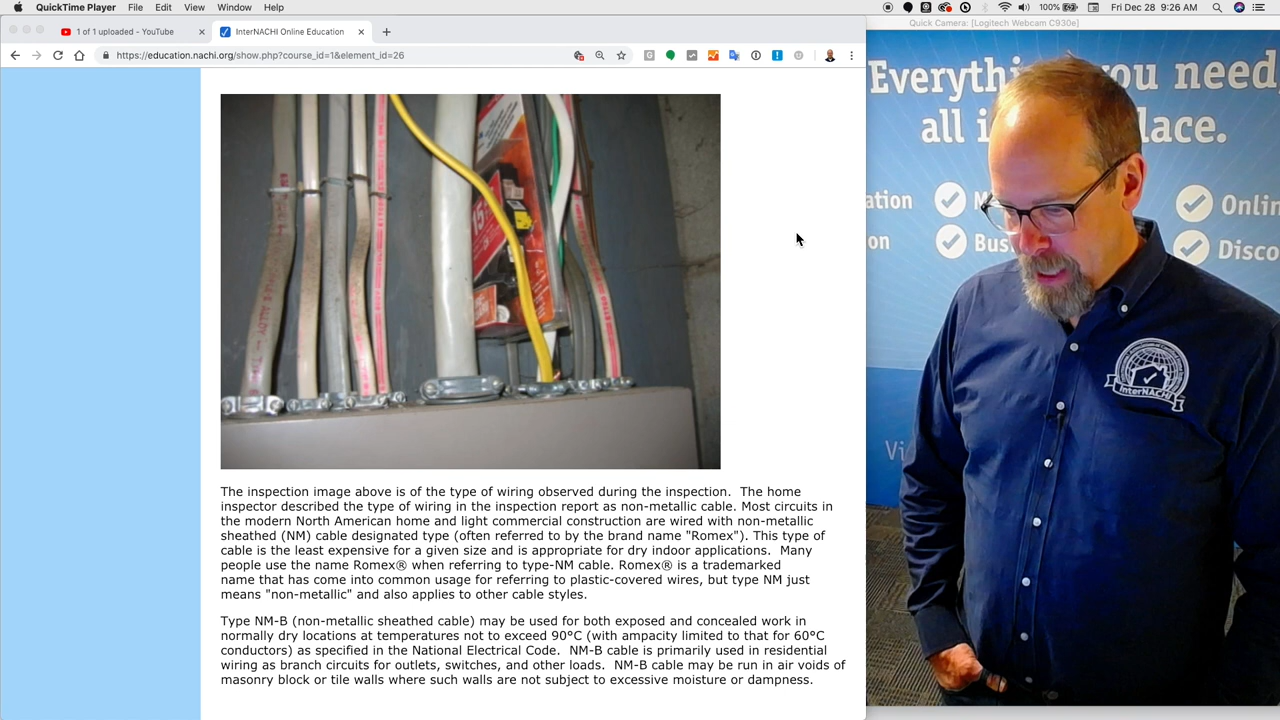 QuickTime Player File Edit View Window Help
100% Fri Dec 28 9:26 AM
Quick Camera: [Logitech Webcam C930e]
1 of 1 uploaded - YouTube
InterNACHI Online Education
https://education.nachi.org/show.php?course_id=1&element_id=26
Everything you need,
all i lace.
ation
M
Onlin
on
Bus
Disco
Vi
InterNACHI
15
The inspection image above is of the type of wiring observed during the inspection. The home
inspector described the type of wiring in the inspection report as non-metallic cable. Most circuits in
the modern North American home and light commercial construction are wired with non-metallic
sheathed (NM) cable designated type (often referred to by the brand name "Romex"). This type of
cable is the least expensive for a given size and is appropriate for dry indoor applications. Many
people use the name Romex® when referring to type-NM cable. Romex® is a trademarked
name that has come into common usage for referring to plastic-covered wires, but type NM just
means "non-metallic" and also applies to other cable styles.
Type NM-B (non-metallic sheathed cable) may be used for both exposed and concealed work in
normally dry locations at temperatures not to exceed 90°C (with ampacity limited to that for 60°C
conductors) as specified in the National Electrical Code. NM-B cable is primarily used in residential
wiring as branch circuits for outlets, switches, and other loads. NM-B cable may be run in air voids of
masonry block or tile walls where such walls are not subject to excessive moisture or dampness.